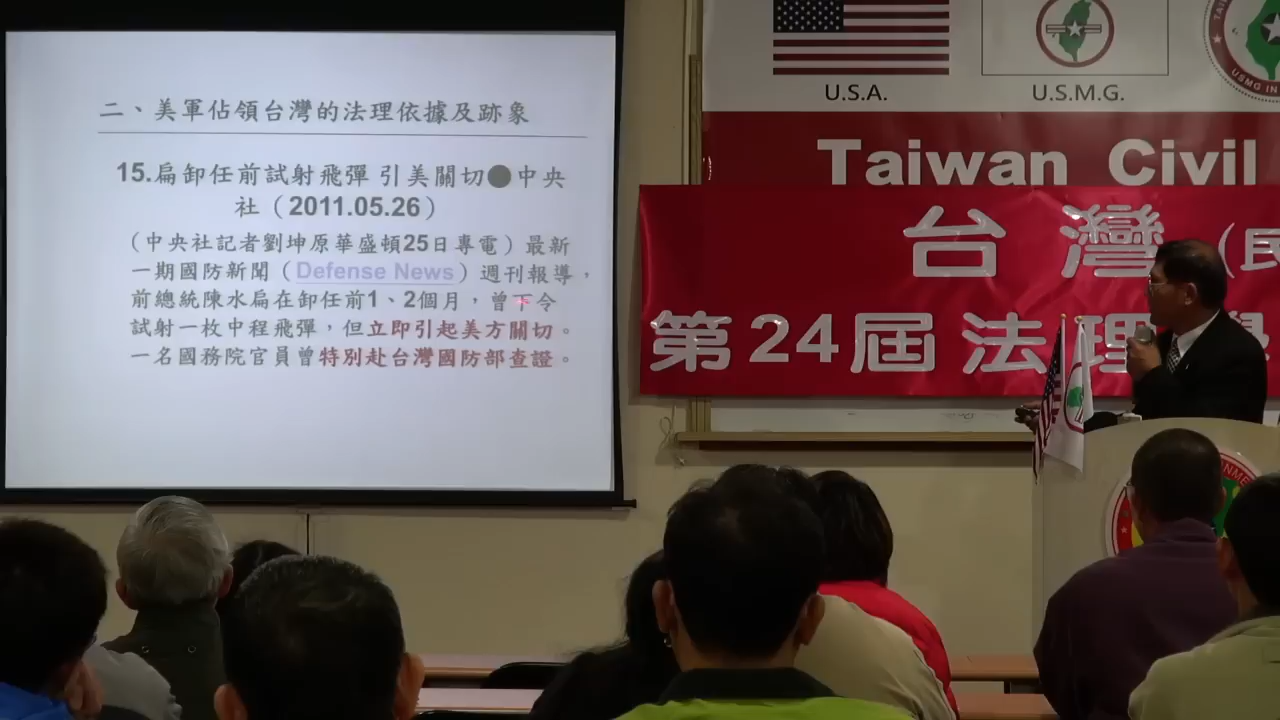 二、美軍佔領台灣的法理依據及跡象
15.扁卸任前試射飛彈 引美關切●中央
社（2011.05.26）
（中央社記者劉坤原華盛頓25日專電）最新
一期國防新聞（Defense News）週刊報導，
前總統陳水扁在卸任前1、2個月，曾下令
試射一枚中程飛彈，但立即引起美方關切。
一名國務院官員曾特別赴台灣國防部查證。
U.S.A.
U.S.M.G.
USMG IN
Taiwan Civil
台灣（民
第24屆法理學